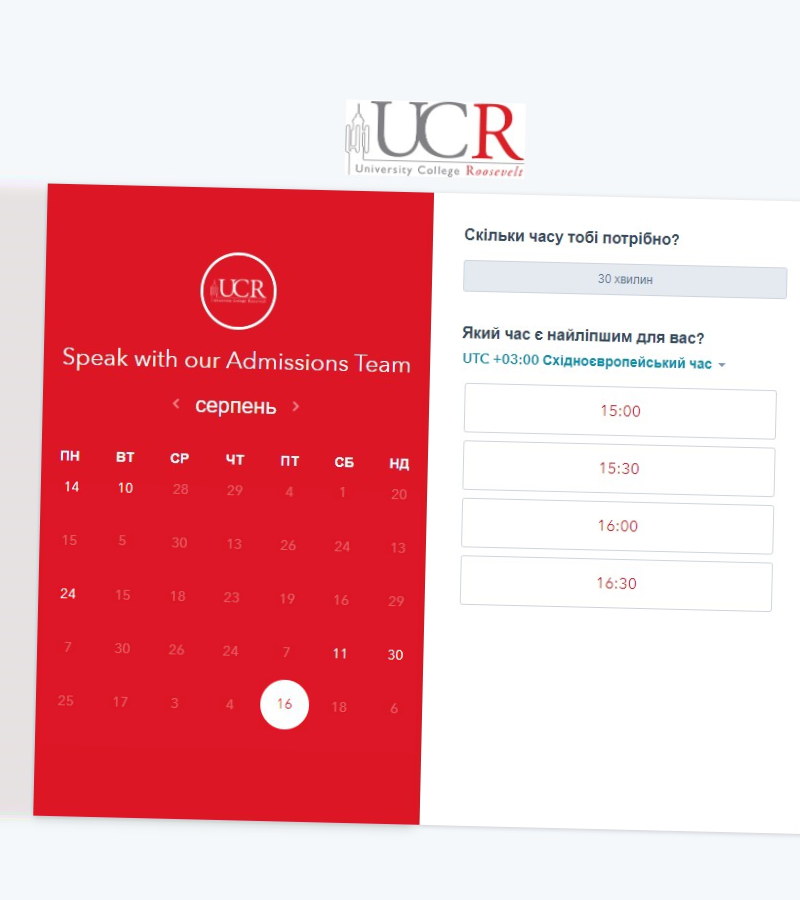 UCR
University College Roosevelt
UCR
University College Roosevelt
Speak with our Admissions Team
серпень
ПН ВТ СР ЧТ ПТ СБ НД
14 10 28 29 4 1 20
15 5 30 13 26 24 13
24 15 18 23 19 16 29
7 30 26 24 7 11 30
25 17 3 4 16 18 6
Скільки часу тобі потрібно?
30 хвилин
Який час є найліпшим для вас?
UTC +03:00 Східноєвропейський час
15:00
15:30
16:00
16:30